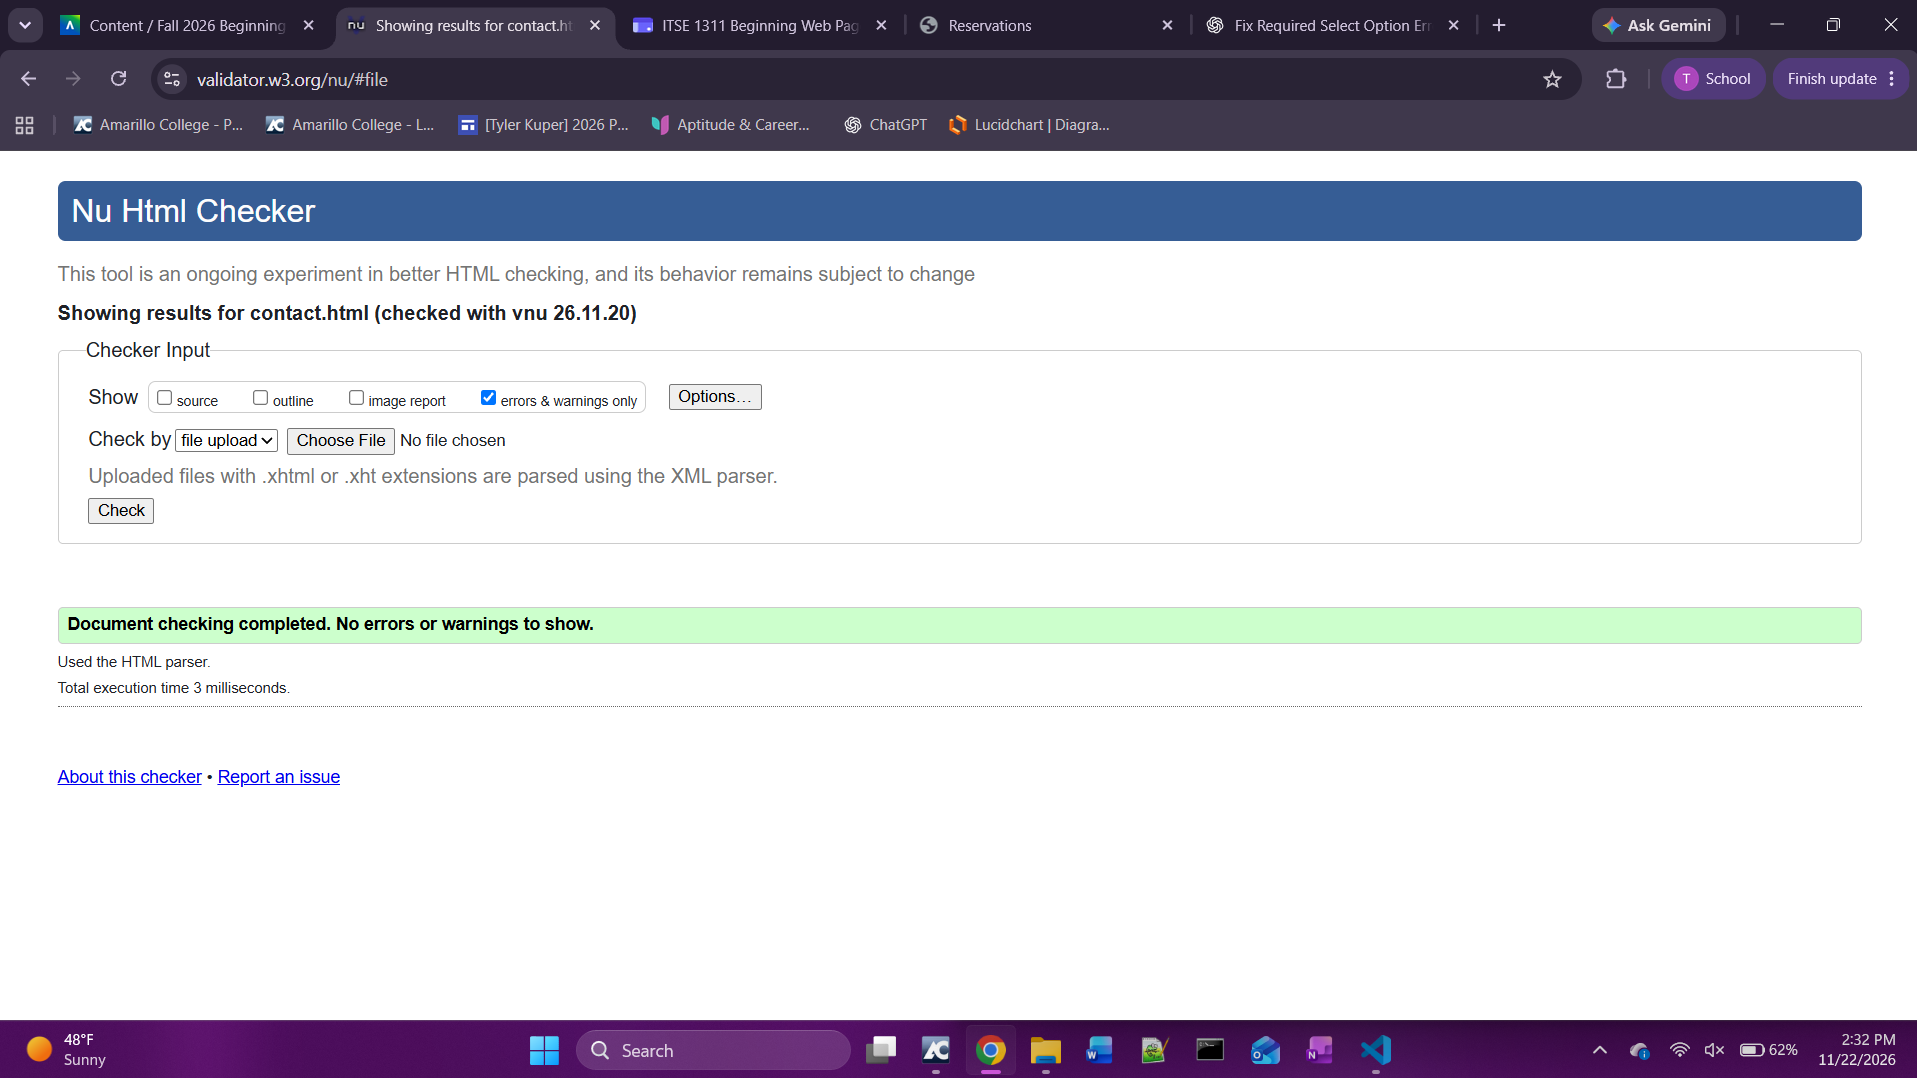 Content / Fall 2026 Beginning
nu Showing results for contact.ht
ITSE 1311 Beginning Web Pag
Reservations
Fix Required Select Option Err
Ask Gemini
validator.w3.org/nu/#file
T School
Finish update
Amarillo College - P...
Amarillo College - L...
[Tyler Kuper] 2026 P...
Aptitude & Career...
ChatGPT
Lucidchart | Diagra...
Nu Html Checker
This tool is an ongoing experiment in better HTML checking, and its behavior remains subject to change
Showing results for contact.html (checked with vnu 26.11.20)
Checker Input
Show source outline image report errors & warnings only Options...
Check by file upload Choose File No file chosen
Uploaded files with .xhtml or .xht extensions are parsed using the XML parser.
Check
Document checking completed. No errors or warnings to show.
Used the HTML parser.
Total execution time 3 milliseconds.
About this checker • Report an issue
48°F
Sunny
Search
62%
2:32 PM
11/22/2026